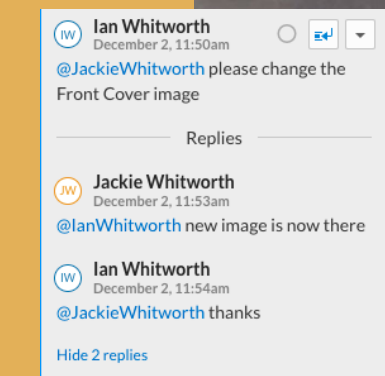 IW
Ian Whitworth
December 2, 11:50am
@JackieWhitworth please change the
Front Cover image
Replies
JW
Jackie Whitworth
December 2, 11:53am
@IanWhitworth new image is now there
IW
Ian Whitworth
December 2, 11:54am
@JackieWhitworth thanks
Hide 2 replies